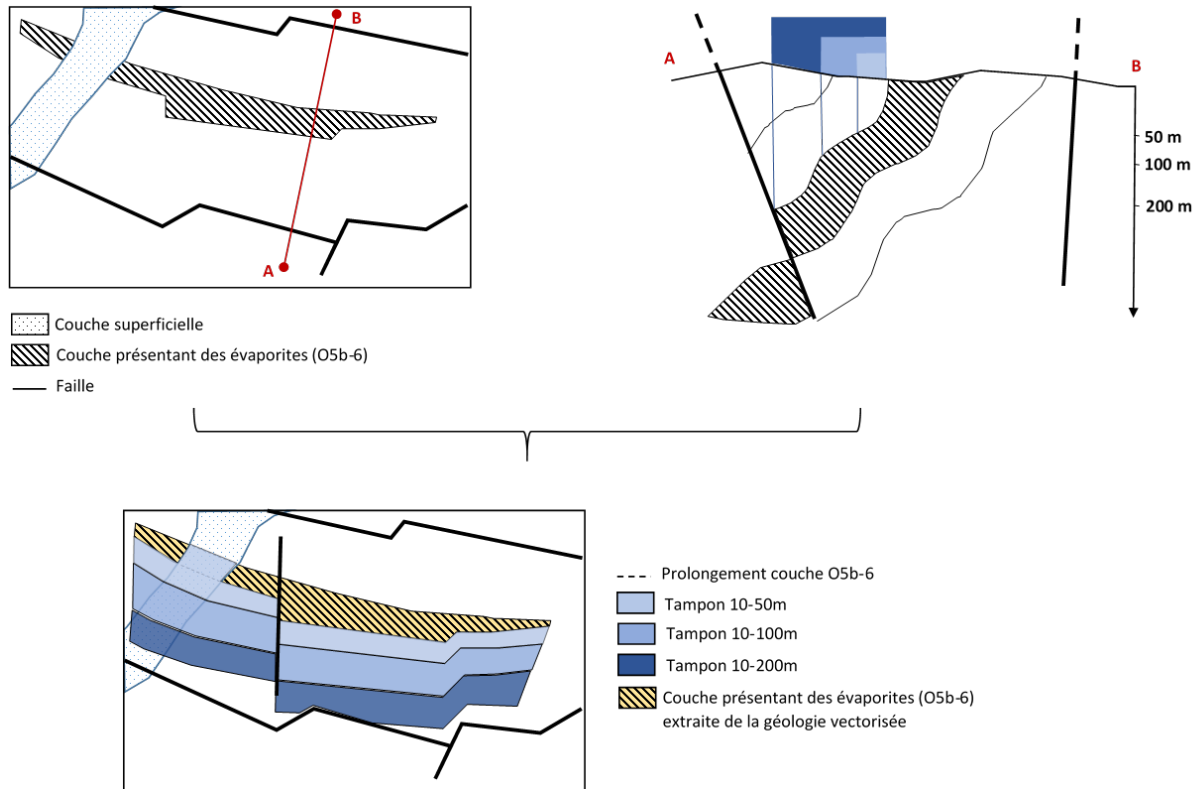 B
A
Couche superficielle
Couche présentant des évaporites (O5b-6)
Faille
A
B
50 m
100 m
200 m
Prolongement couche O5b-6
Tampon 10-50m
Tampon 10-100m
Tampon 10-200m
Couche présentant des évaporites (O5b-6)
extraite de la géologie vectorisée